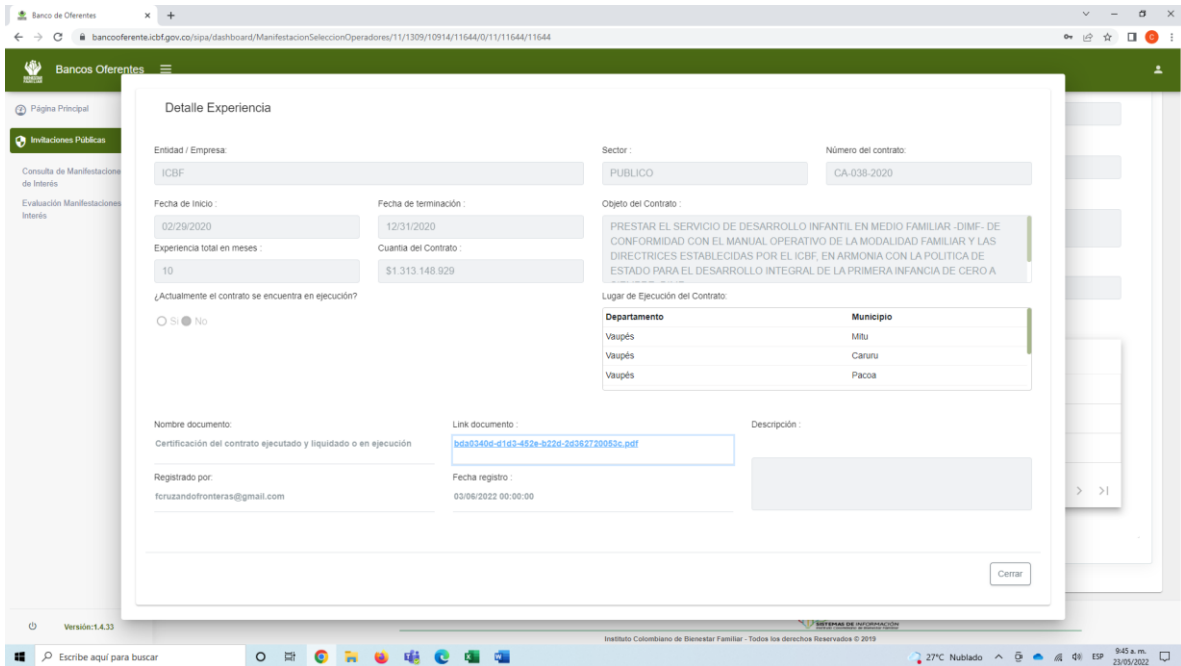 Banco de Oferentes
bancooferente.icbf.gov.co/sipa/dashboard/ManifestacionSeleccionOperadores/11/1309/10914/11644/0/11/11644/11644
BIENESTAR FAMILIAR
Bancos Oferentes
Página Principal
Invitaciones Públicas
Consulta de Manifestacione
de Interés
Evaluación Manifestaciones
Interés
Detalle Experiencia
Entidad / Empresa:
Sector :
Número del contrato:
ICBF
PUBLICO
CA-038-2020
Fecha de Inicio :
Fecha de terminación :
Objeto del Contrato :
02/29/2020
12/31/2020
PRESTAR EL SERVICIO DE DESARROLLO INFANTIL EN MEDIO FAMILIAR -DIMF- DE
CONFORMIDAD CON EL MANUAL OPERATIVO DE LA MODALIDAD FAMILIAR Y LAS
DIRECTRICES ESTABLECIDAS POR EL ICBF, EN ARMONIA CON LA POLITICA DE
ESTADO PARA EL DESARROLLO INTEGRAL DE LA PRIMERA INFANCIA DE CERO A
Experiencia total en meses :
Cuantia del Contrato :
10
$1.313.148.929
¿Actualmente el contrato se encuentra en ejecución?
Si No
Lugar de Ejecución del Contrato:
Departamento Municipio
Vaupés Mitu
Vaupés Caruru
Vaupés Pacoa
Nombre documento:
Link documento :
Descripción :
Certificación del contrato ejecutado y liquidado o en ejecución
bda0340d-d1d3-452e-b22d-2d362720053c.pdf
Registrado por:
Fecha registro :
fcruzandofronteras@gmail.com
03/06/2022 00:00:00
Cerrar
Versión:1.4.33
SISTEMAS DE INFORMACIÓN
Instituto Colombiano de Bienestar Familiar - Todos los derechos Reservados © 2019
Escribe aquí para buscar
27°C Nublado
ESP
9:45 a. m.
23/05/2022